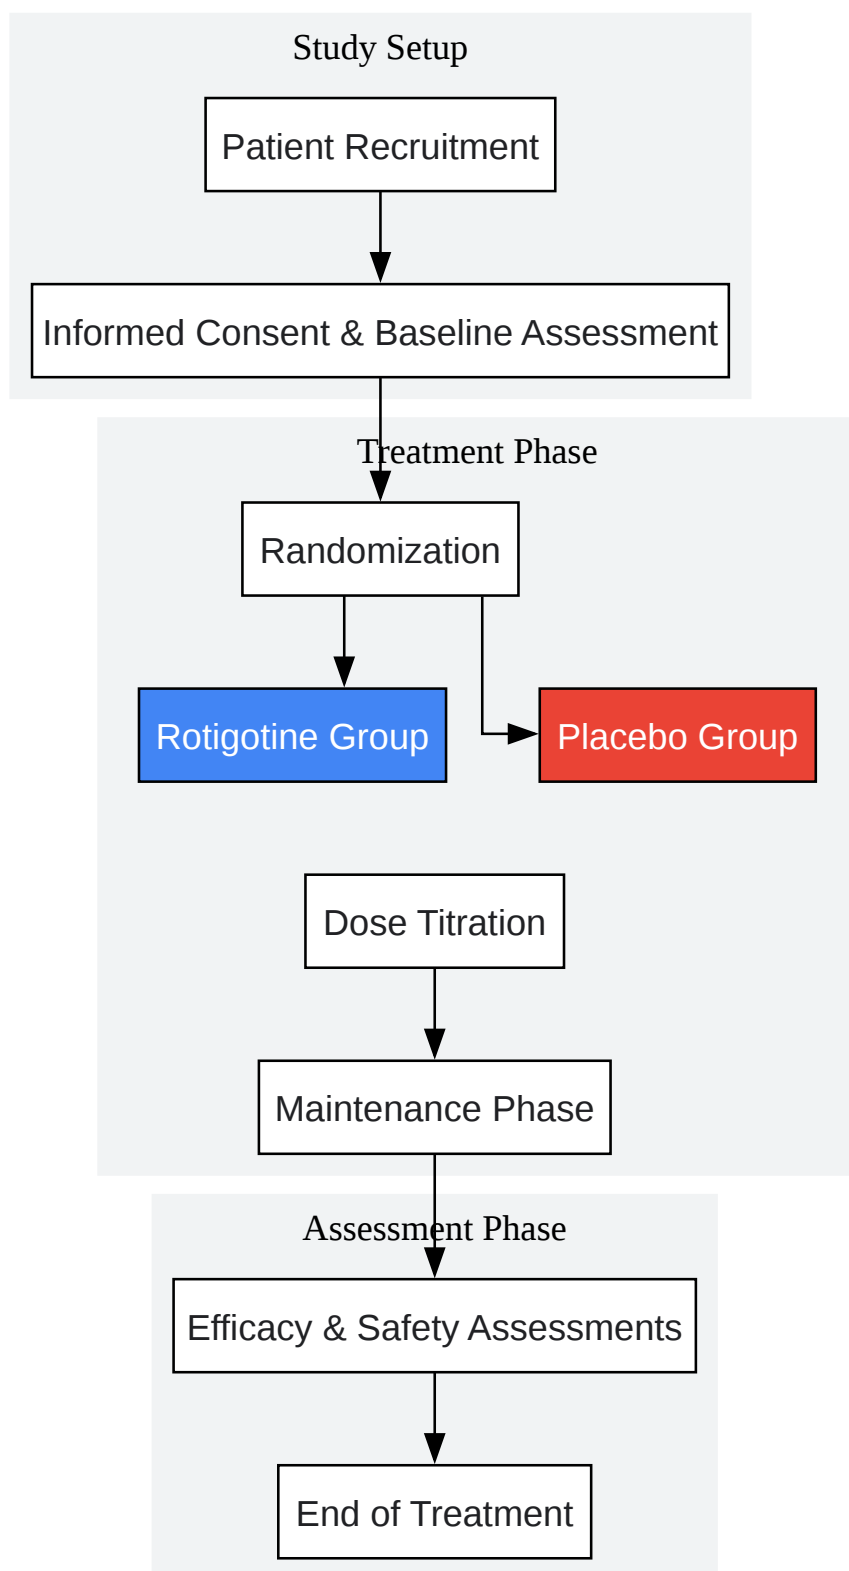 Study Setup
Patient Recruitment
Informed Consent & Baseline Assessment
Treatment Phase
Randomization
Rotigotine Group
Placebo Group
Dose Titration
Maintenance Phase
Assessment Phase
Efficacy & Safety Assessments
End of Treatment